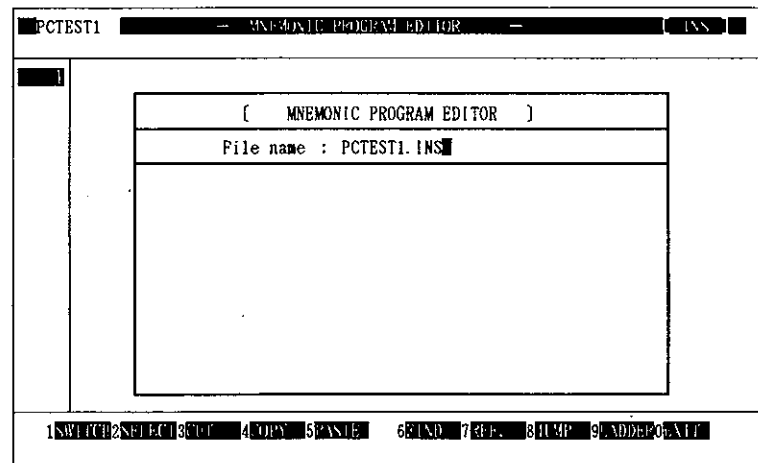 PCTEST1 — MNEMONIC PROGRAM EDITOR — [ INS ]
1
[ MNEMONIC PROGRAM EDITOR ]
File name : PCTEST1.INS
1SWITCH 2SELECT 3CUT 4COPY 5PASTE 6FIND 7REF. 8JUMP 9LADDER 0EXIT